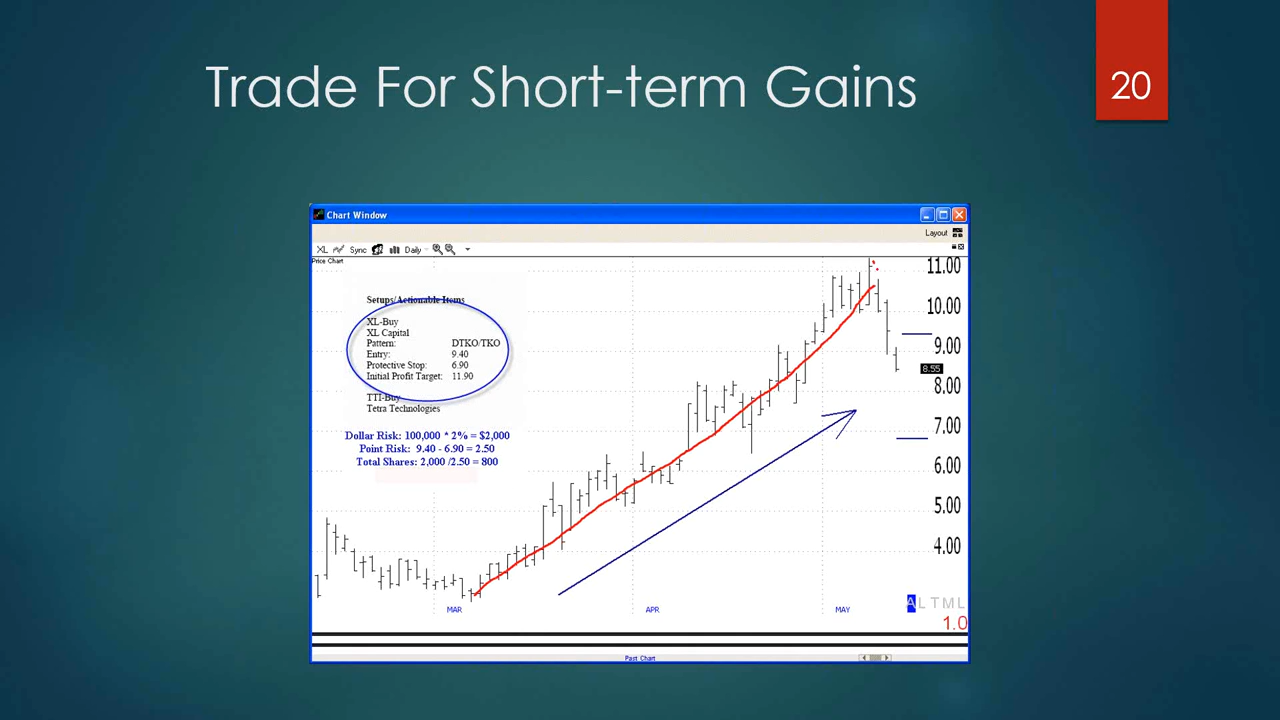 Trade For Short-term Gains
20
Chart Window
Layout
XL Sync Daily
Price Chart
Setups/Actionable Items
XL-Buy
XL Capital
Pattern: DTKO/TKO
Entry: 9.40
Protective Stop: 6.90
Initial Profit Target: 11.90
TTI-Buy
Tetra Technologies
Dollar Risk: 100,000 * 2% = $2,000
Point Risk: 9.40 - 6.90 = 2.50
Total Shares: 2,000 /2.50 = 800
11.00
10.00
9.00
8.55
8.00
7.00
6.00
5.00
4.00
MAR APR MAY
A L T M L
1.0
Past Chart